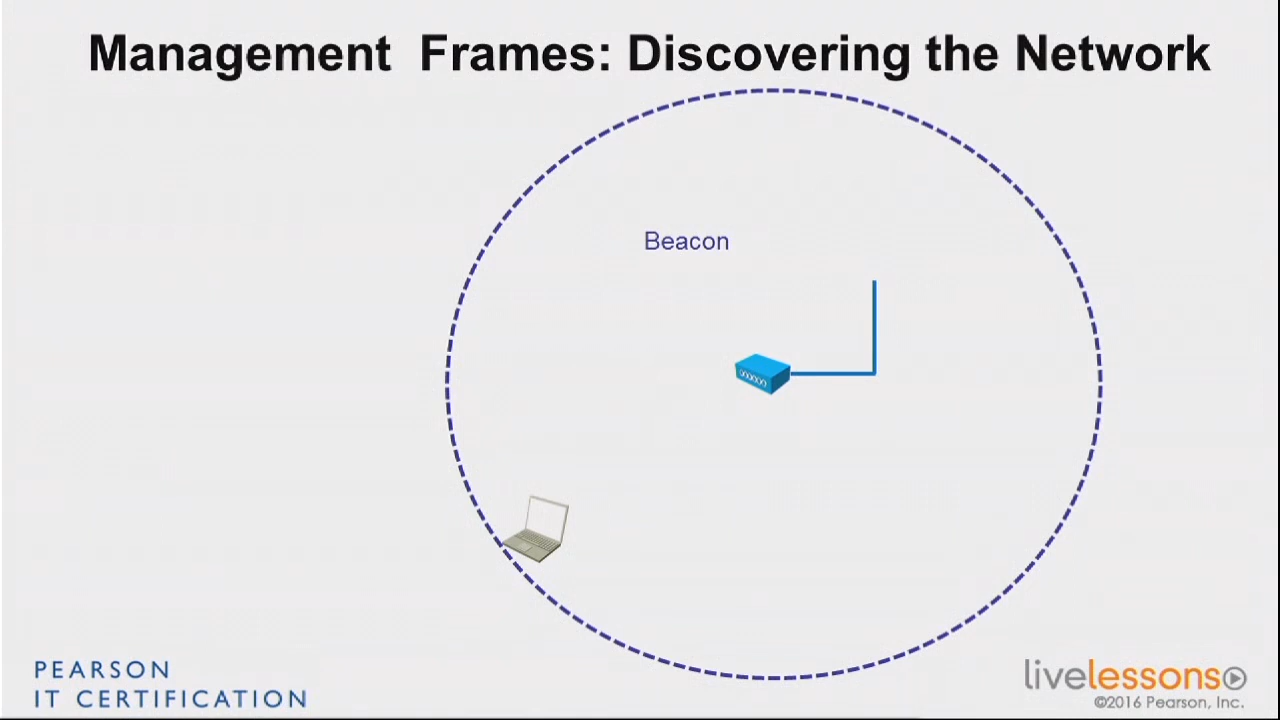 Management Frames: Discovering the Network
Beacon
PEARSON
IT CERTIFICATION
livelessons
©2016 Pearson, Inc.